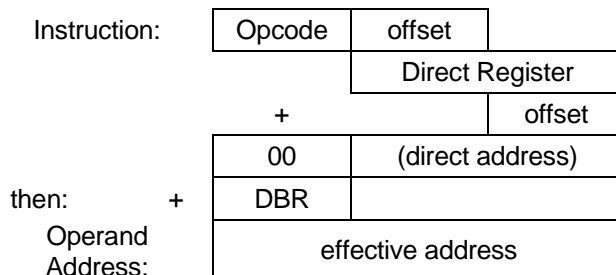 Instruction: Opcode offset
Direct Register
+ offset
00 (direct address)
then: + DBR
Operand
Address: effective address